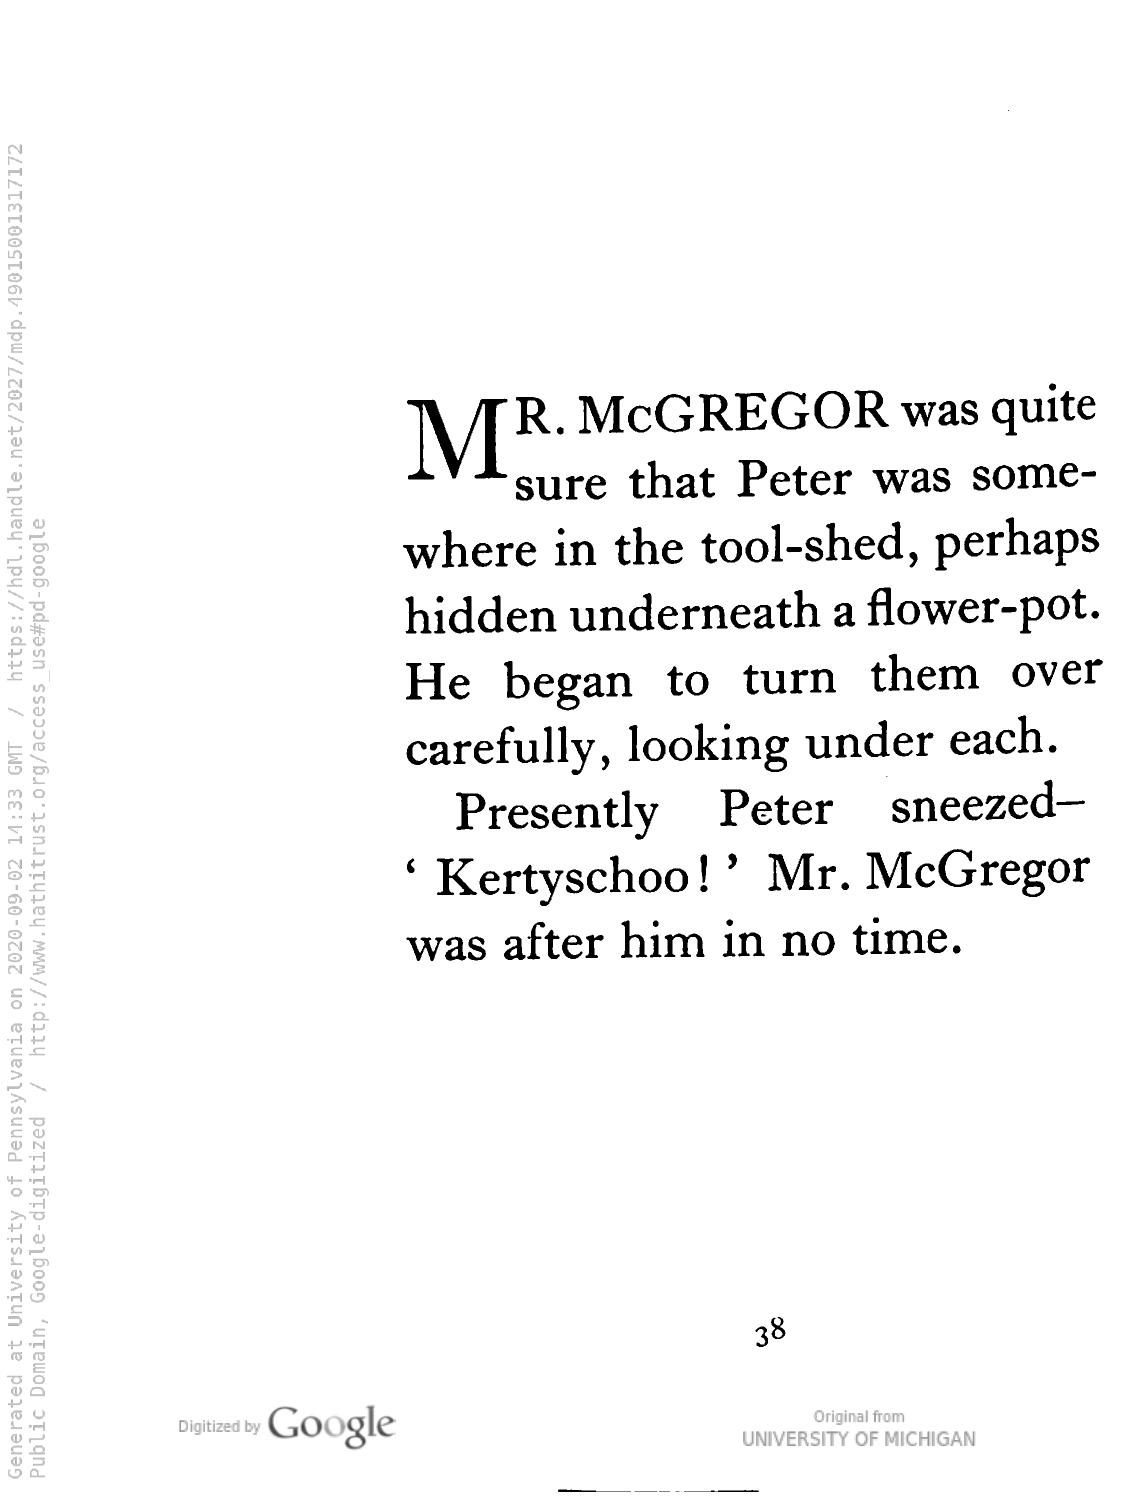 MR. McGREGOR was quite
sure that Peter was some-
where in the tool-shed, perhaps
hidden underneath a flower-pot.
He began to turn them over
carefully, looking under each.
Presently Peter sneezed—
‘ Kertyschoo! ’ Mr. McGregor
was after him in no time.
38
Digitized by Google
Original from
UNIVERSITY OF MICHIGAN
Generated at University of Pennsylvania on 2020-09-02 14:33 GMT / https://hdl.handle.net/2027/mdp.49015001317172
Public Domain, Google-digitized / http://www.hathitrust.org/access_use#pd-google